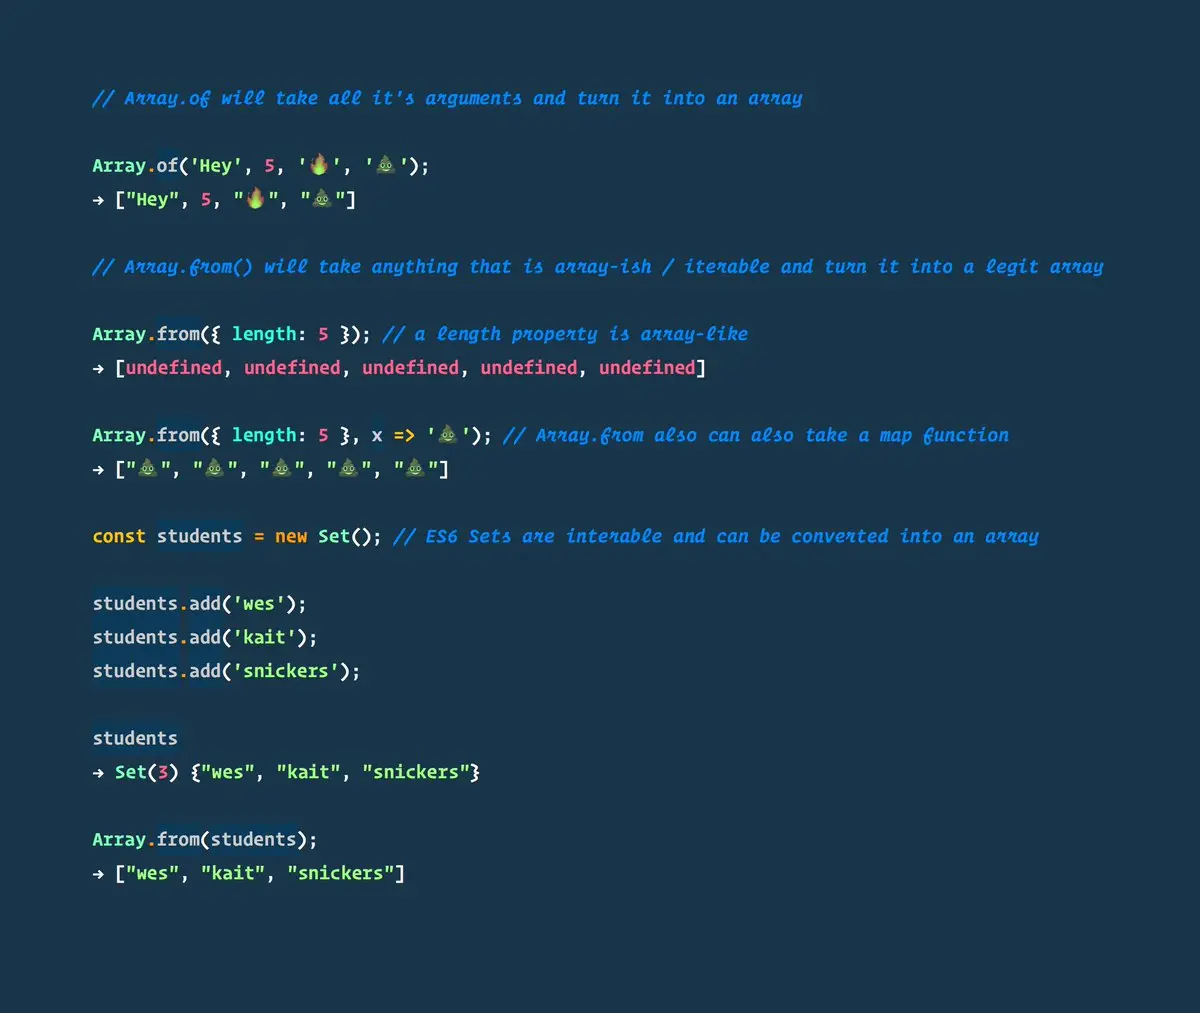 // Array.of will take all it's arguments and turn it into an array
Array.of('Hey', 5, '🔥', '💩');
→ ["Hey", 5, "🔥", "💩"]
// Array.from() will take anything that is array-ish / iterable and turn it into a legit array
Array.from({ length: 5 }); // a length property is array-like
→ [undefined, undefined, undefined, undefined, undefined]
Array.from({ length: 5 }, x => '💩'); // Array.from also can also take a map function
→ ["💩", "💩", "💩", "💩", "💩"]
const students = new Set(); // ES6 Sets are interable and can be converted into an array
students.add('wes');
students.add('kait');
students.add('snickers');
students
→ Set(3) {"wes", "kait", "snickers"}
Array.from(students);
→ ["wes", "kait", "snickers"]